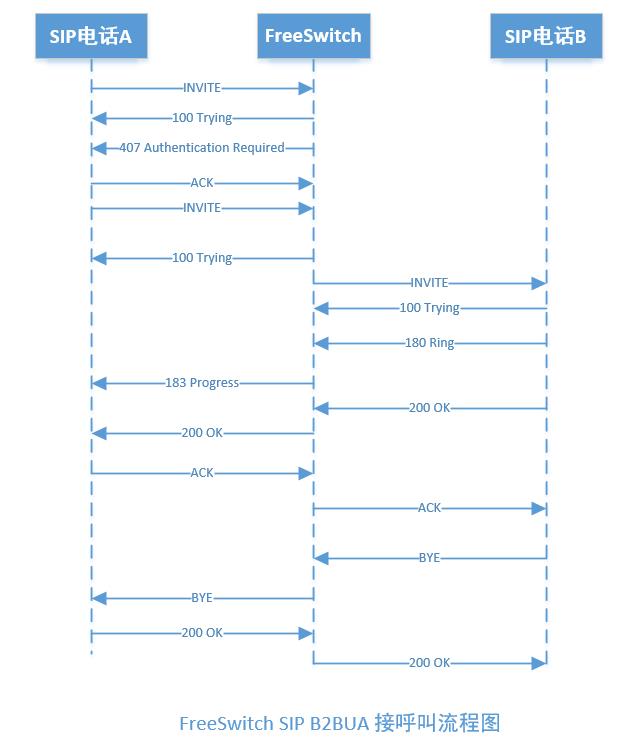 SIP电话A FreeSwitch SIP电话B
INVITE
100 Trying
407 Authentication Required
ACK
INVITE
100 Trying
INVITE
100 Trying
180 Ring
183 Progress
200 OK
200 OK
ACK
ACK
BYE
BYE
200 OK
200 OK
FreeSwitch SIP B2BUA 接呼叫流程图